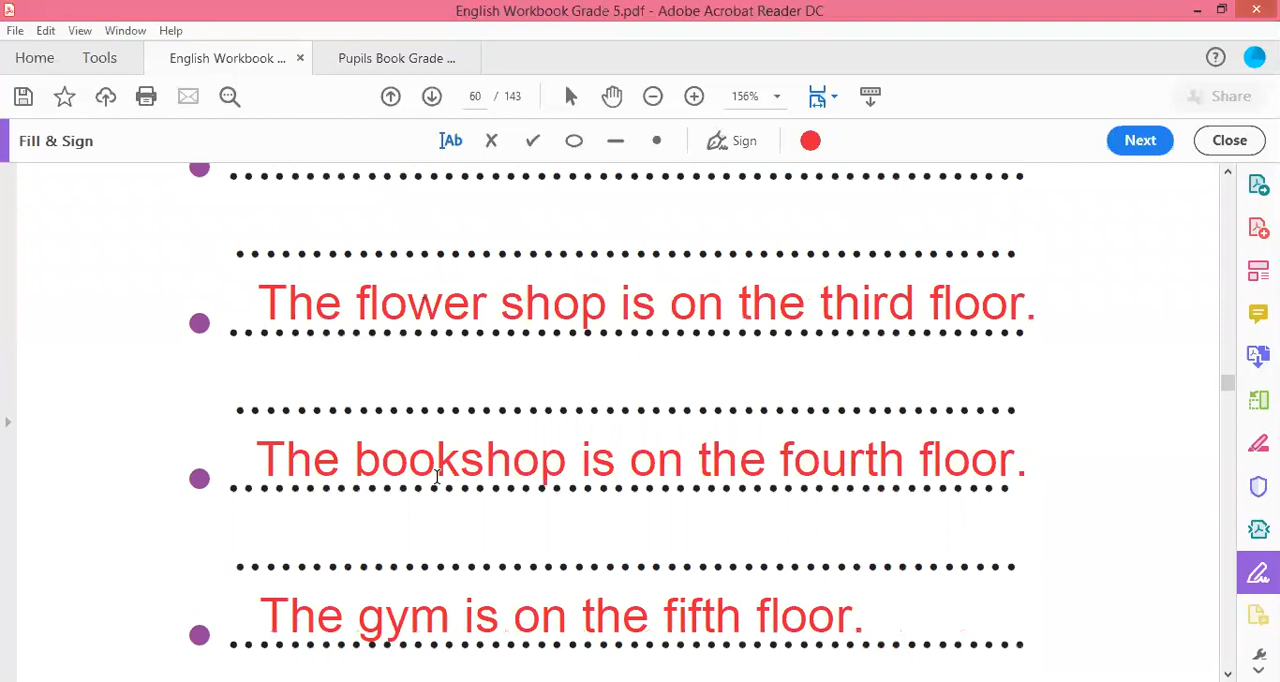 English Workbook Grade 5.pdf - Adobe Acrobat Reader DC
File Edit View Window Help
Home Tools English Workbook ... × Pupils Book Grade ...
60 / 143 156% Share
Fill & Sign Ab Sign Next Close
The flower shop is on the third floor.
The bookshop is on the fourth floor.
The gym is on the fifth floor.